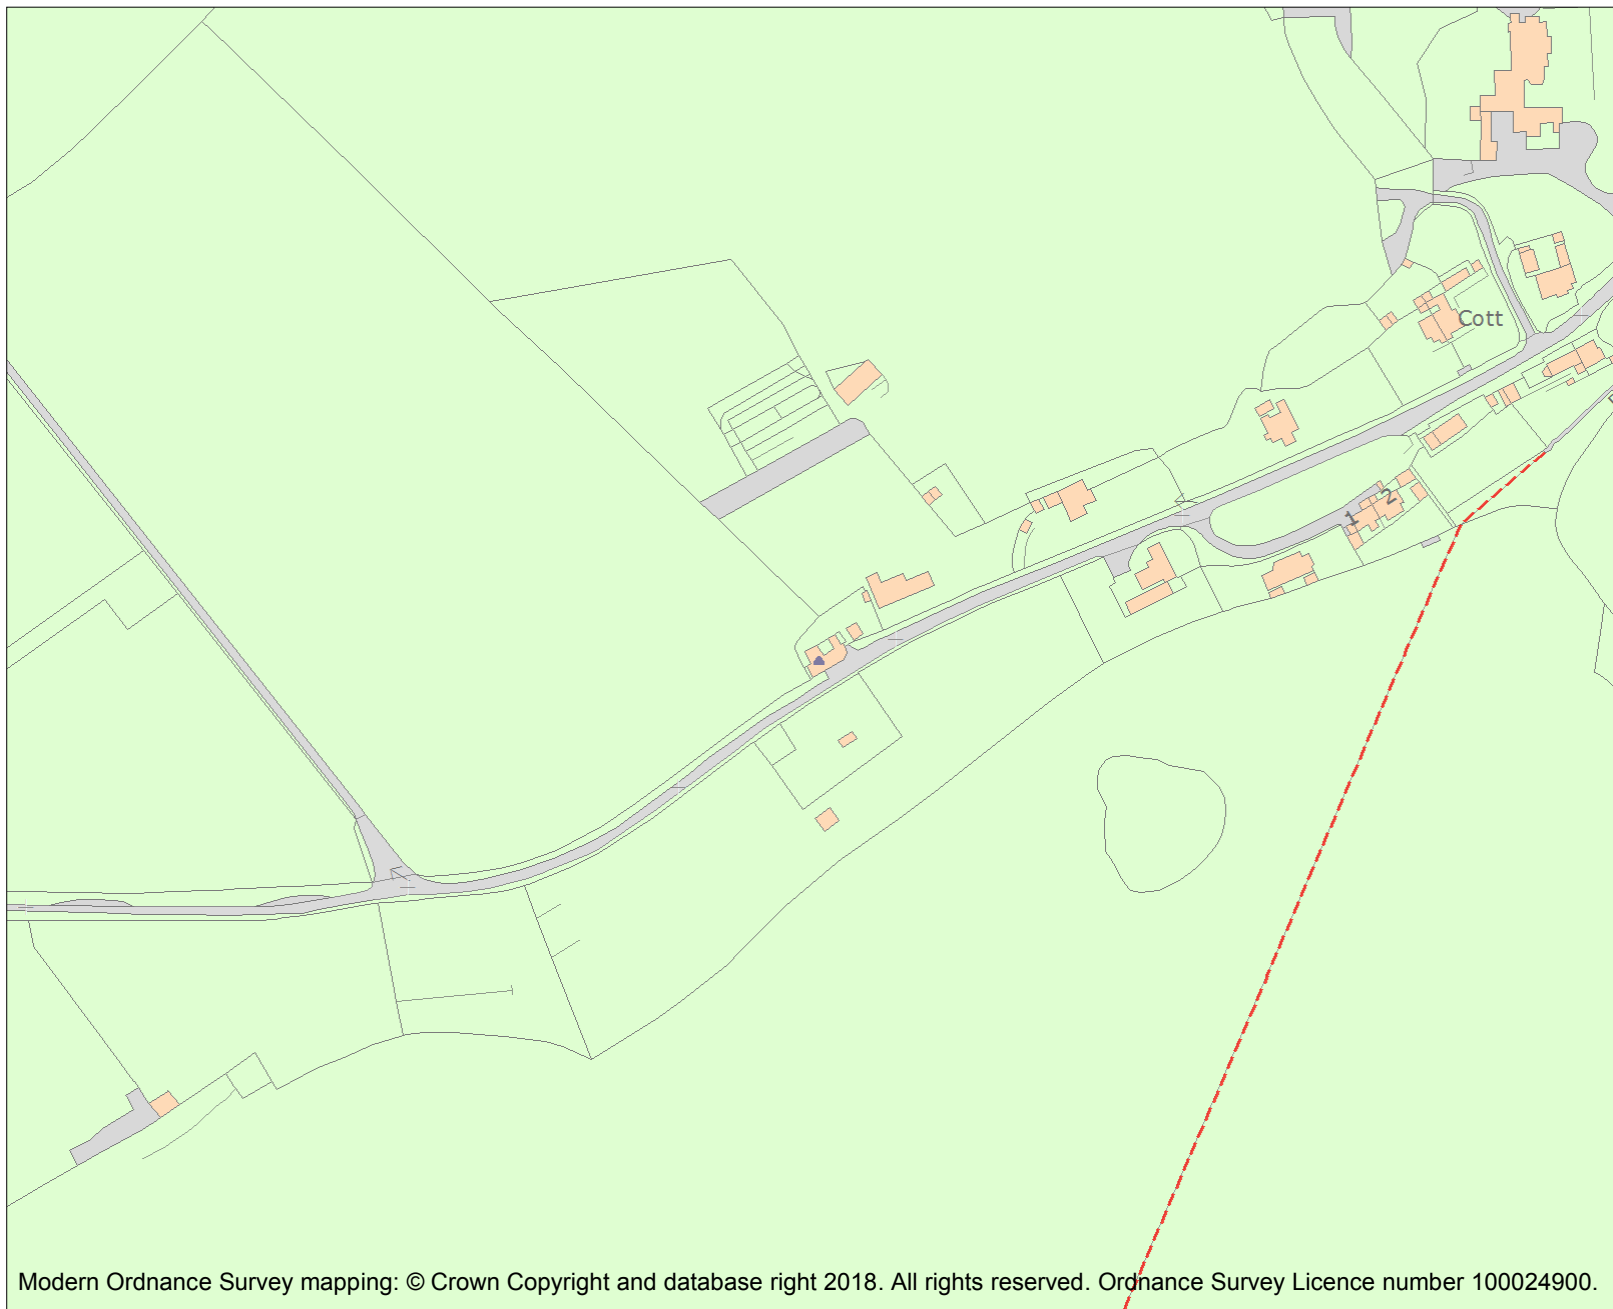 Cott
2
1
Modern Ordnance Survey mapping: © Crown Copyright and database right 2018. All rights reserved. Ordnance Survey Licence number 100024900.